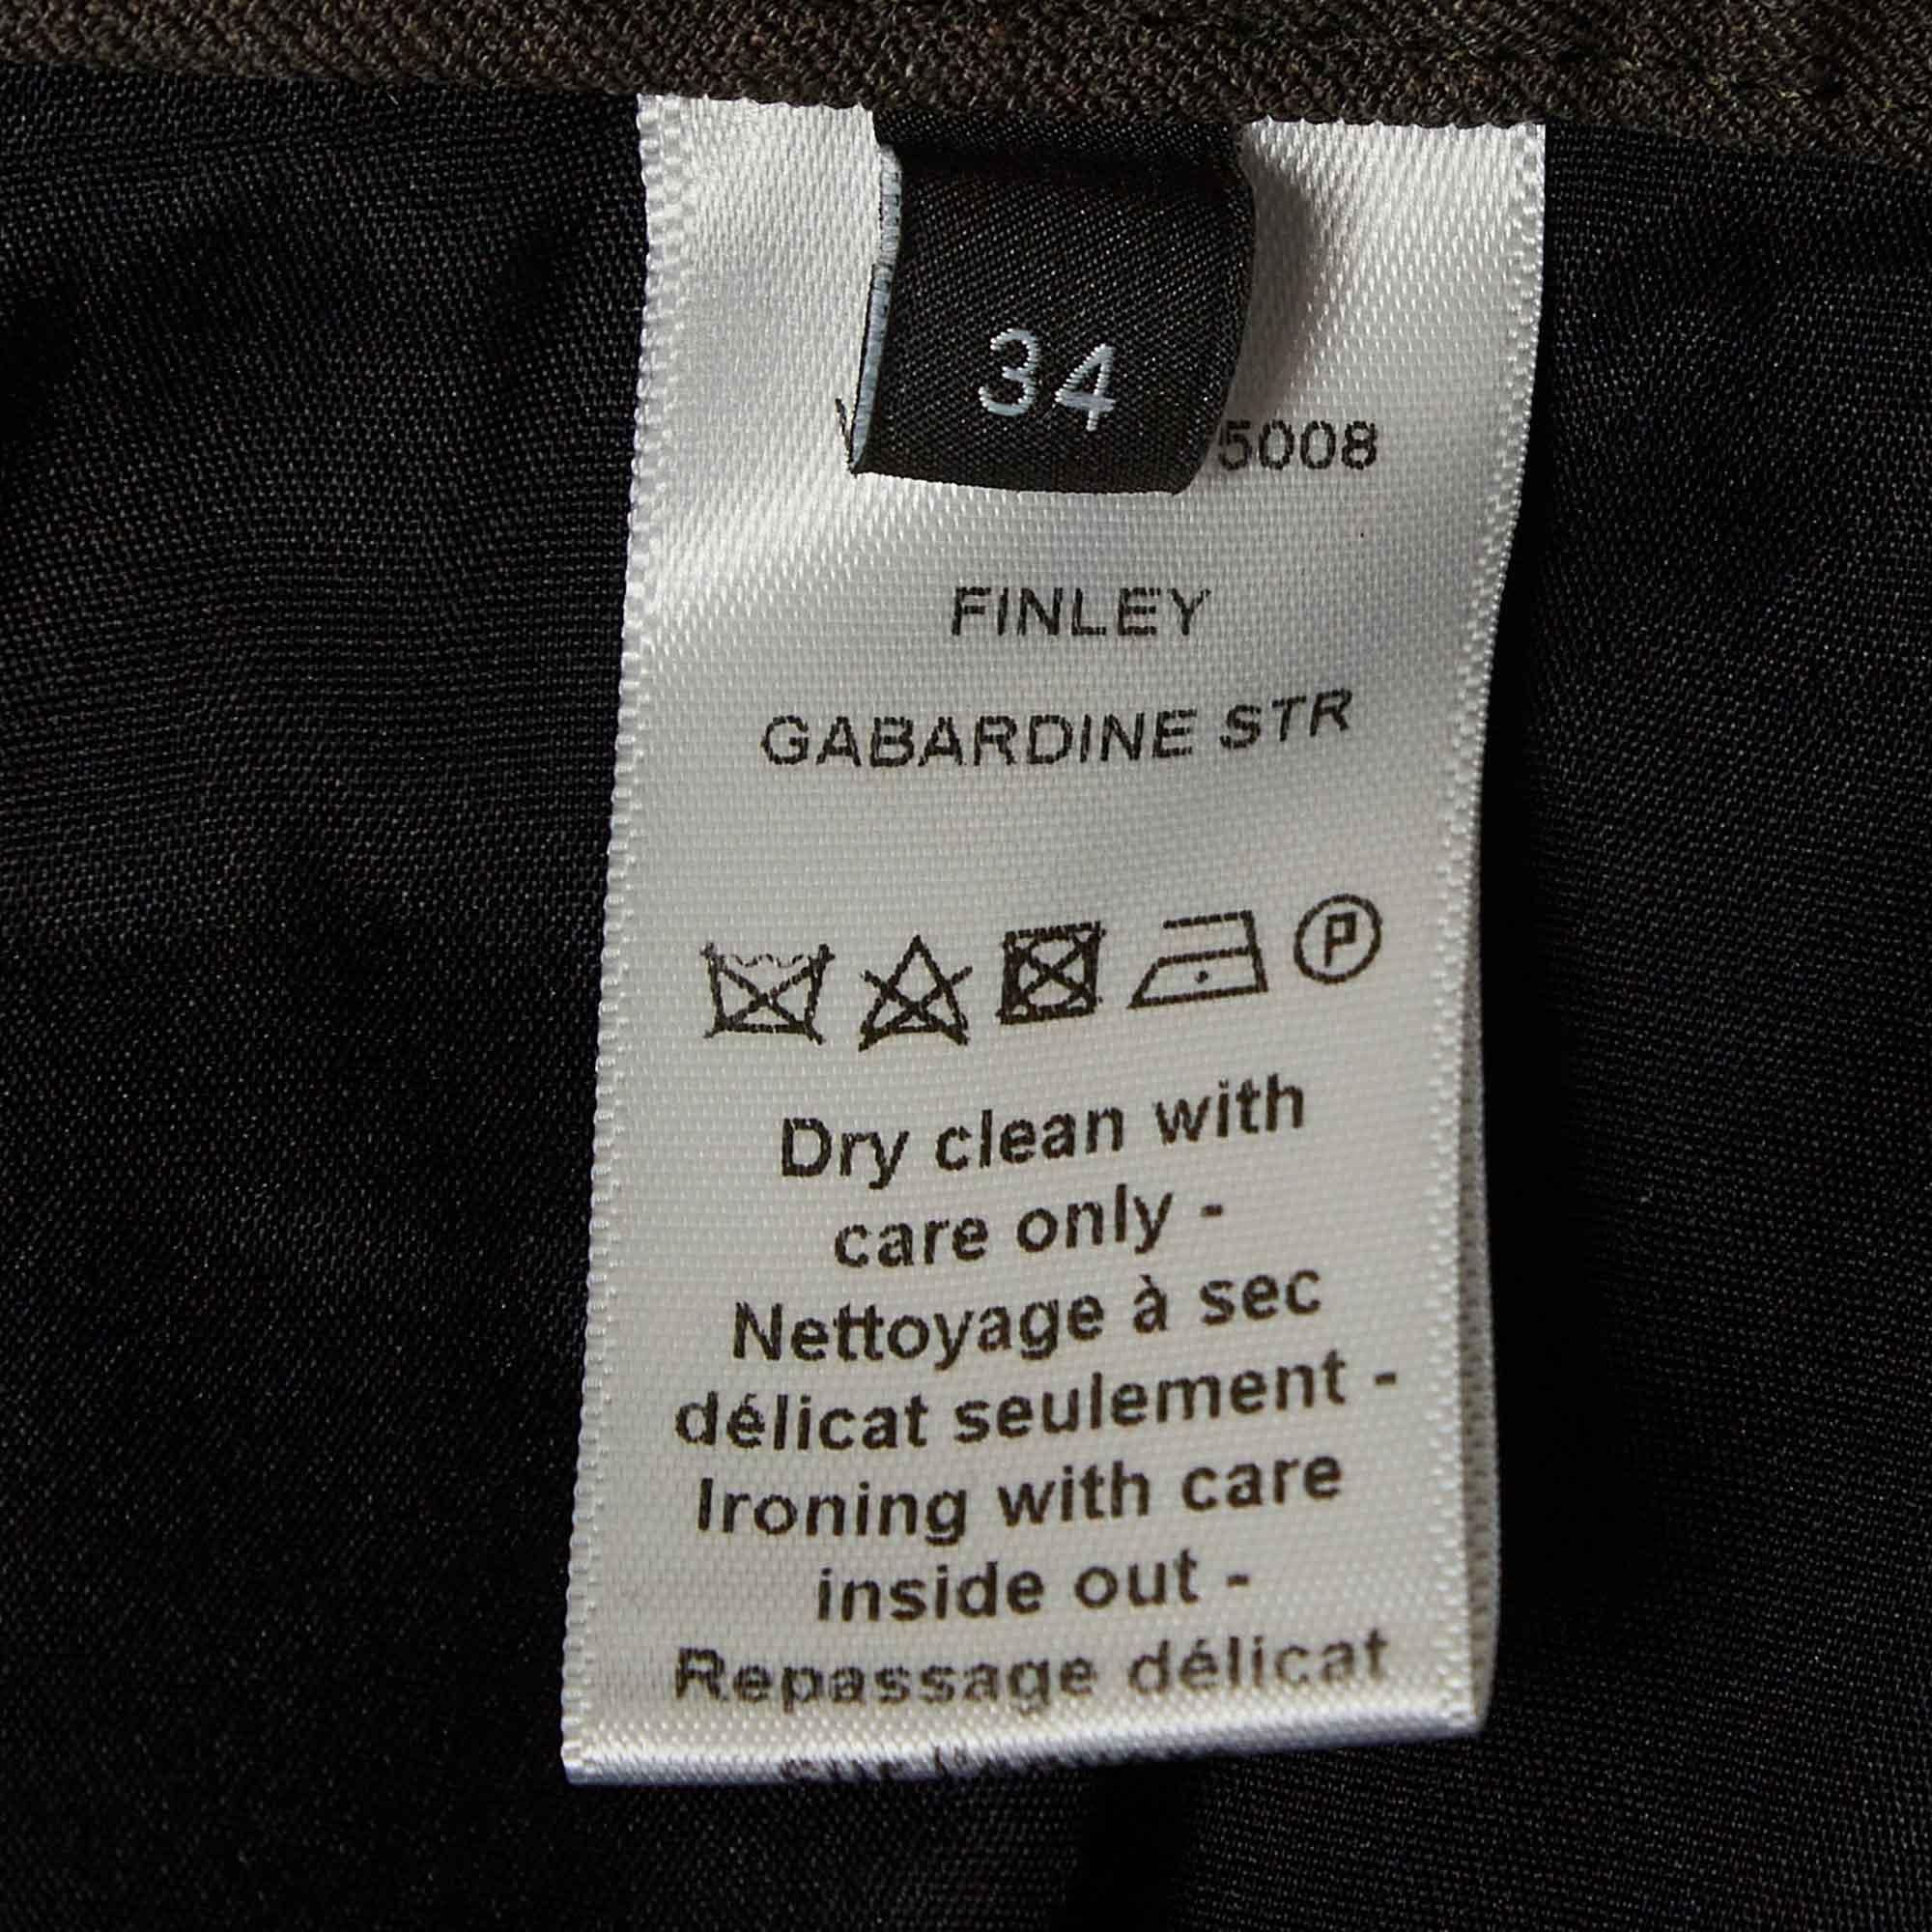 34
5008
FINLEY
GABARDINE STR
P
Dry clean with
care only -
Nettoyage à sec
délicat seulement -
Ironing with care
inside out -
Repassage délicat